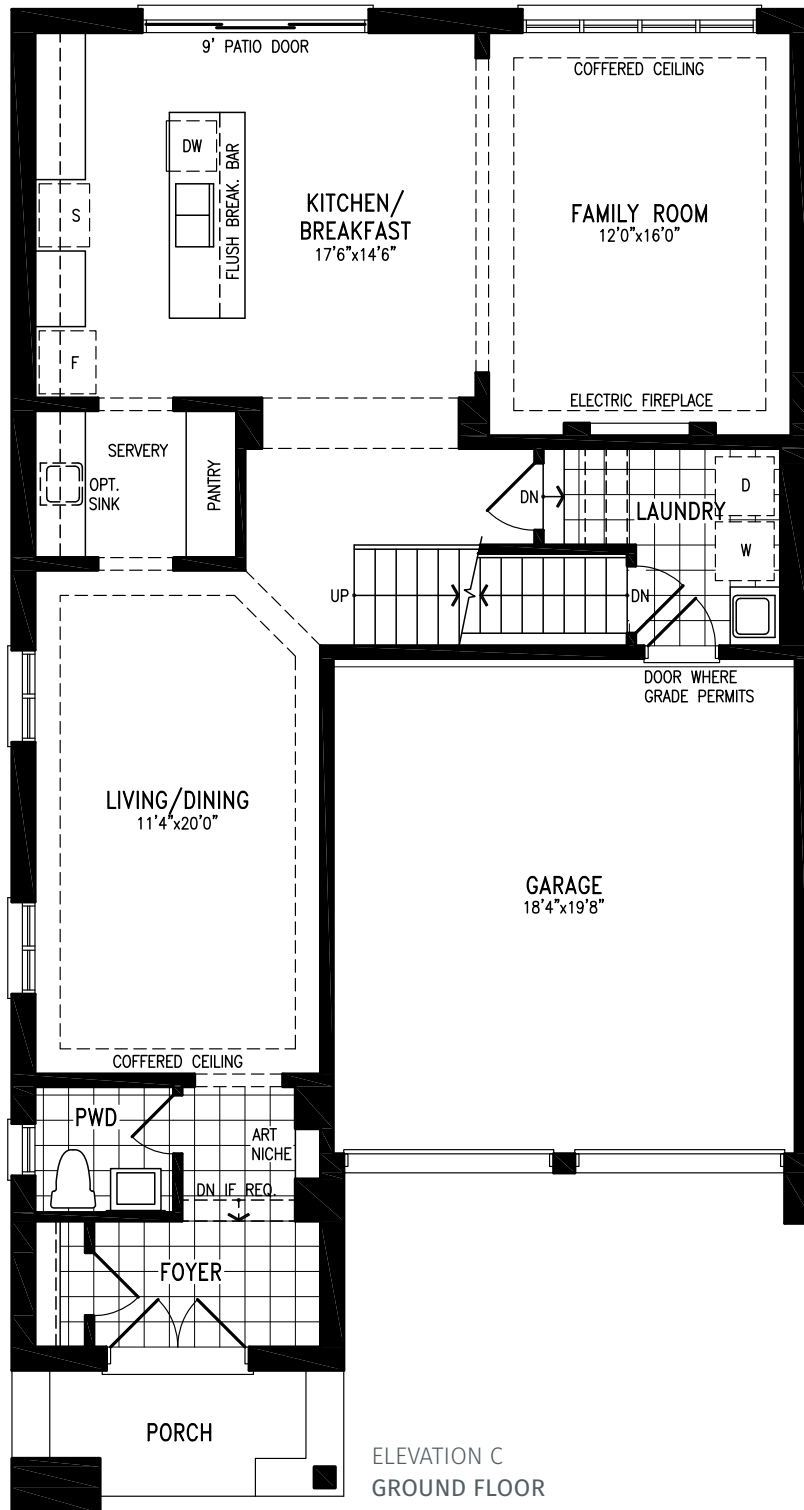 9' PATIO DOOR
COFFERED CEILING
DW
FLUSH BREAK. BAR
S
KITCHEN/
BREAKFAST
17'6"x14'6"
FAMILY ROOM
12'0"x16'0"
F
ELECTRIC FIREPLACE
SERVERY
OPT.
SINK
PANTRY
DN
LAUNDRY
D
W
UP
DN
DOOR WHERE
GRADE PERMITS
LIVING/DINING
11'4"x20'0"
GARAGE
18'4"x19'8"
COFFERED CEILING
PWD
ART
NICHE
DN IF REQ.
FOYER
PORCH
ELEVATION C
GROUND FLOOR